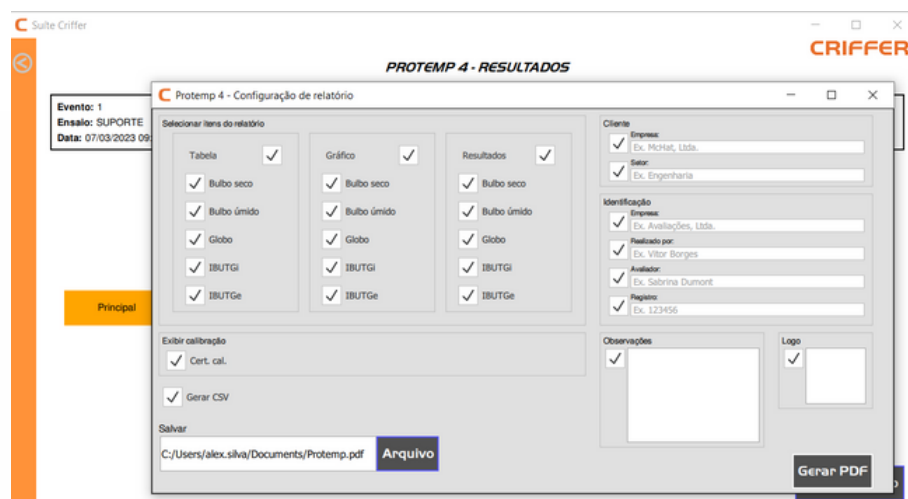 Suíte Criffer
CRIFFER
PROTEMP 4 - RESULTADOS
Evento: 1
Ensaio: SUPORTE
Data: 07/03/2023 09:
Principal
Protemp 4 - Configuração de relatório
Selecionar itens do relatório
Tabela
Bulbo seco
Bulbo úmido
Globo
IBUTGi
IBUTGe
Gráfico
Bulbo seco
Bulbo úmido
Globo
IBUTGi
IBUTGe
Resultados
Bulbo seco
Bulbo úmido
Globo
IBUTGi
IBUTGe
Exibir calibração
Cert. cal.
Gerar CSV
Salvar
C:/Users/alex.silva/Documents/Protemp.pdf
Arquivo
Cliente
Empresa:
Ex. McHat, Ltda.
Setor:
Ex. Engenharia
Identificação
Empresa:
Ex. Avaliações, Ltda.
Realizado por:
Ex. Vitor Borges
Avaliador:
Ex. Sabrina Dumont
Registro:
Ex. 123456
Observações
Logo
Gerar PDF